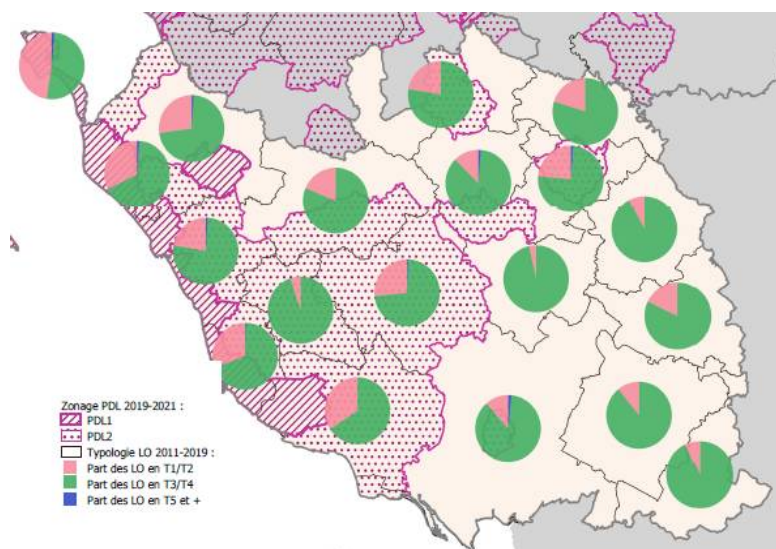 Zonage PDL 2019-2021 :
PDL1
PDL2
Typologie LO 2011-2019 :
Part des LO en T1/T2
Part des LO en T3/T4
Part des LO en T5 et +